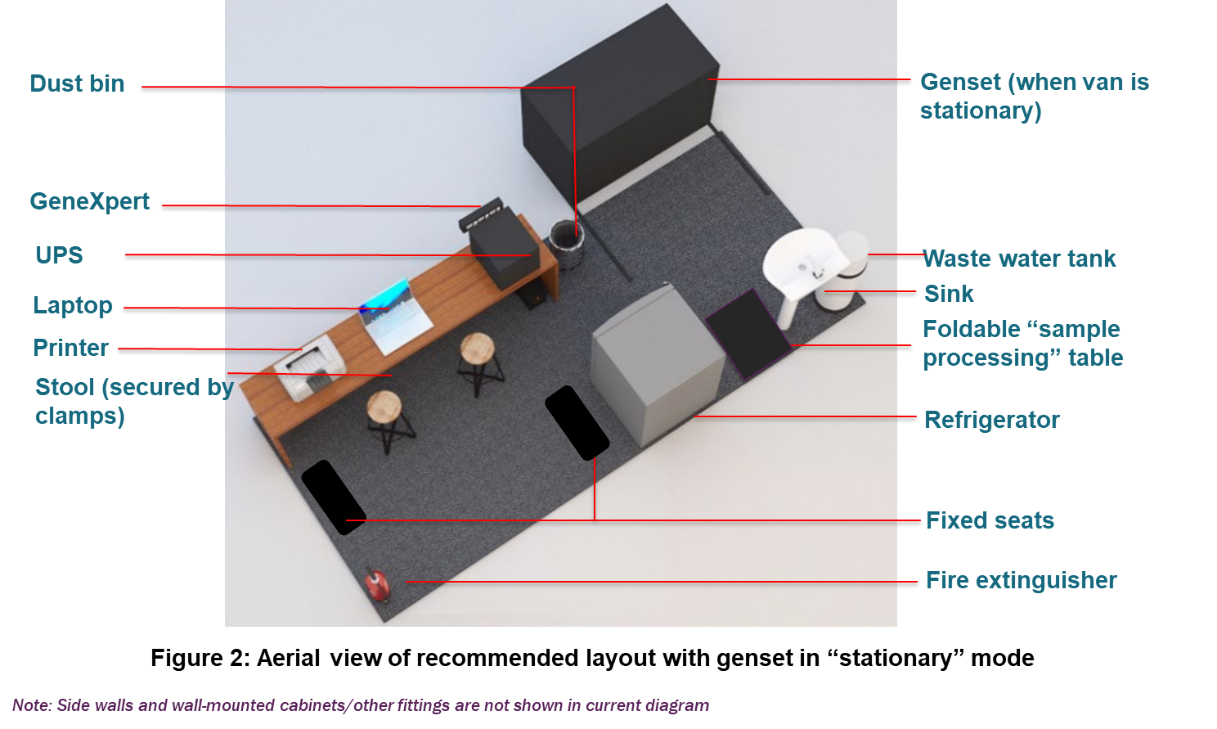 Dust bin
GeneXpert
UPS
Laptop
Printer
Stool (secured by
clamps)
Genset (when van is
stationary)
Waste water tank
Sink
Foldable “sample
processing” table
Refrigerator
Fixed seats
Fire extinguisher
Figure 2: Aerial view of recommended layout with genset in “stationary” mode
Note: Side walls and wall-mounted cabinets/other fittings are not shown in current diagram